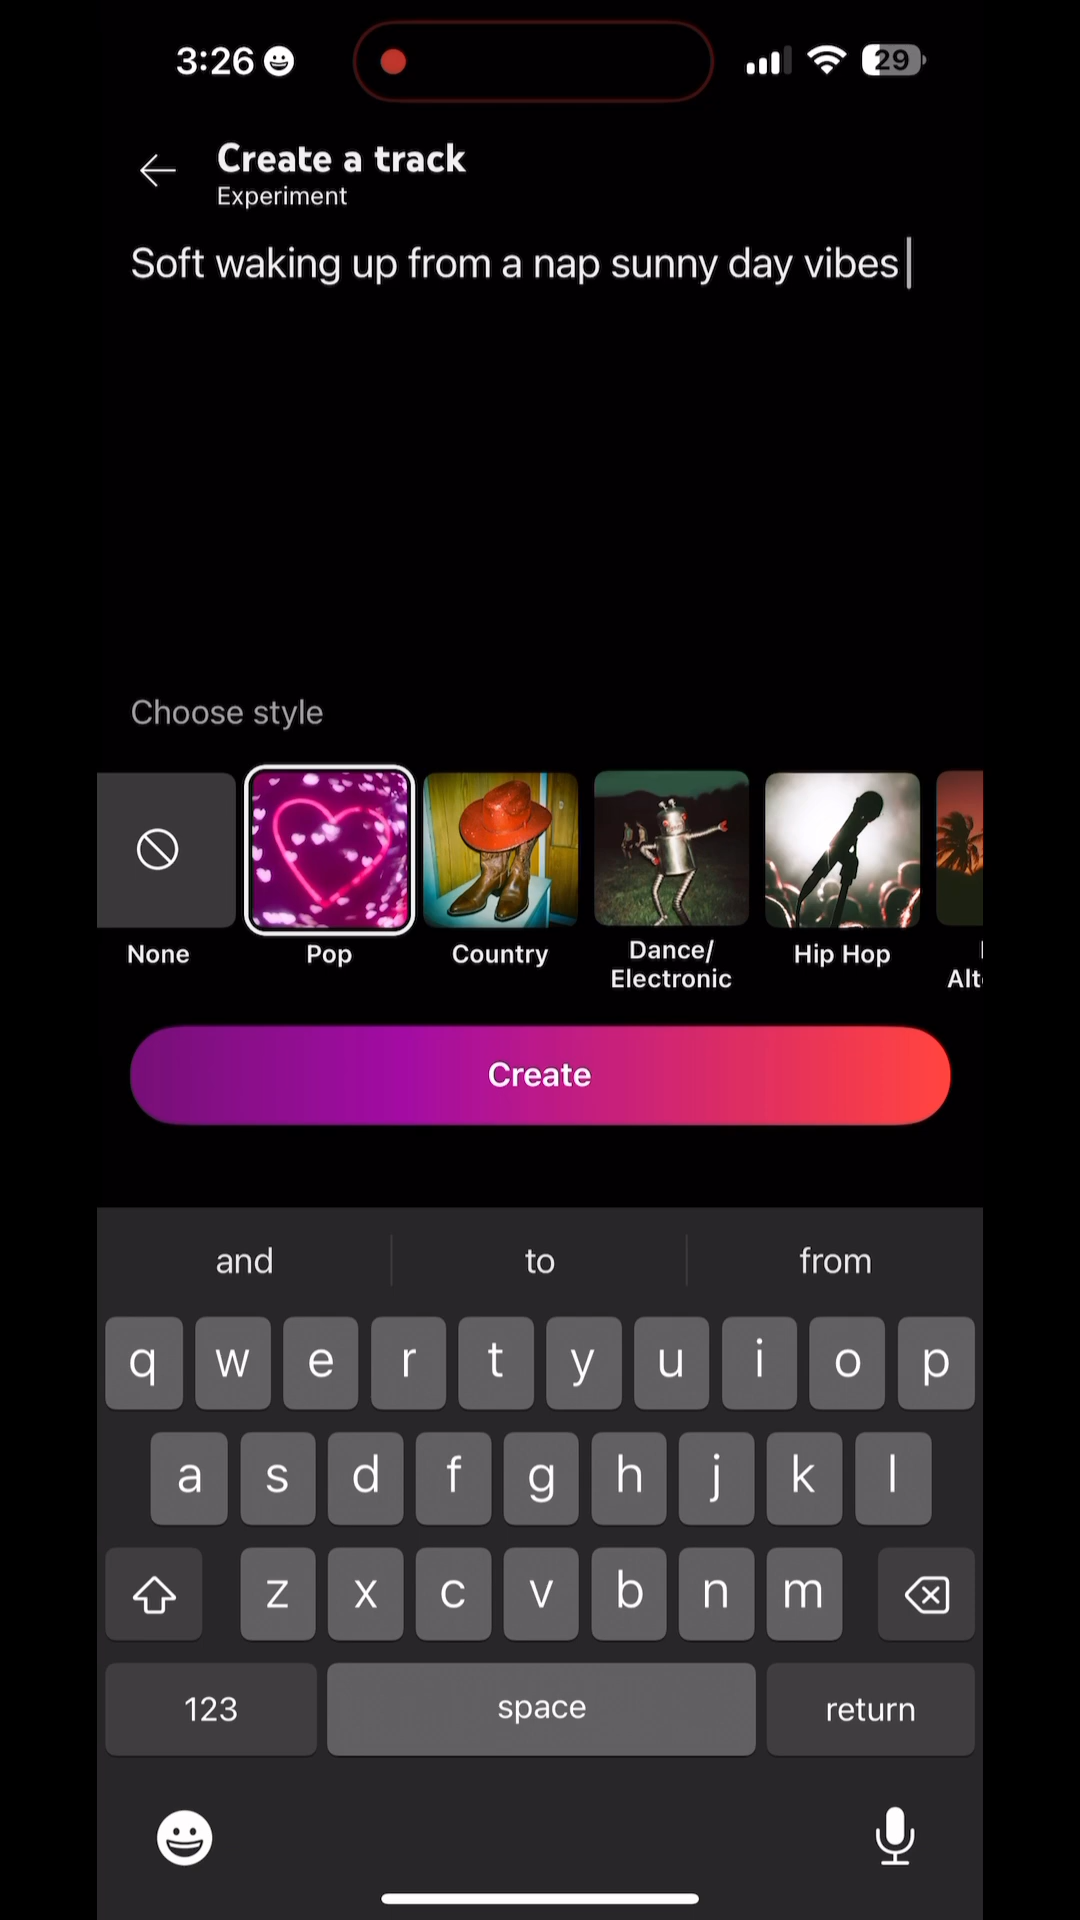 3:26
29
Create a track
Experiment
Soft waking up from a nap sunny day vibes
Choose style
None
Pop
Country
Dance/
Electronic
Hip Hop
Create
and to from
q w e r t y u i o p
a s d f g h j k l
z x c v b n m
123 space return